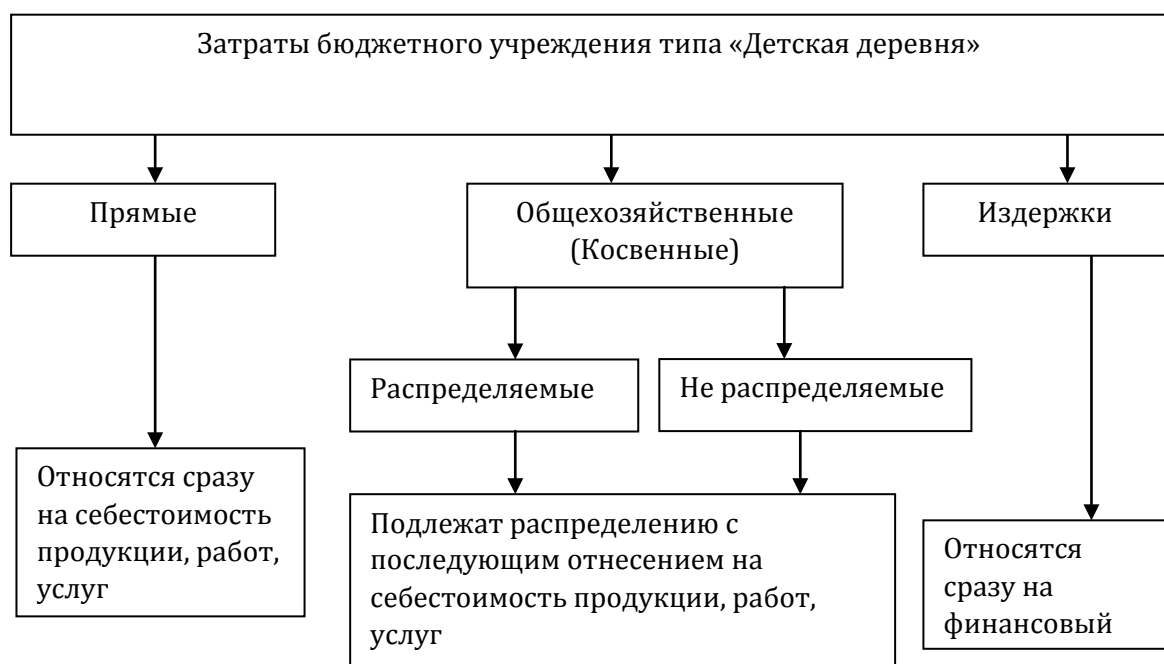 Затраты бюджетного учреждения типа «Детская деревня»
Прямые
Общехозяйственные
(Косвенные)
Издержки
Распределяемые
Не распределяемые
Относятся сразу
на себестоимость
продукции, работ,
услуг
Подлежат распределению с
последующим отнесением на
себестоимость продукции, работ,
услуг
Относятся
сразу на
финансовый